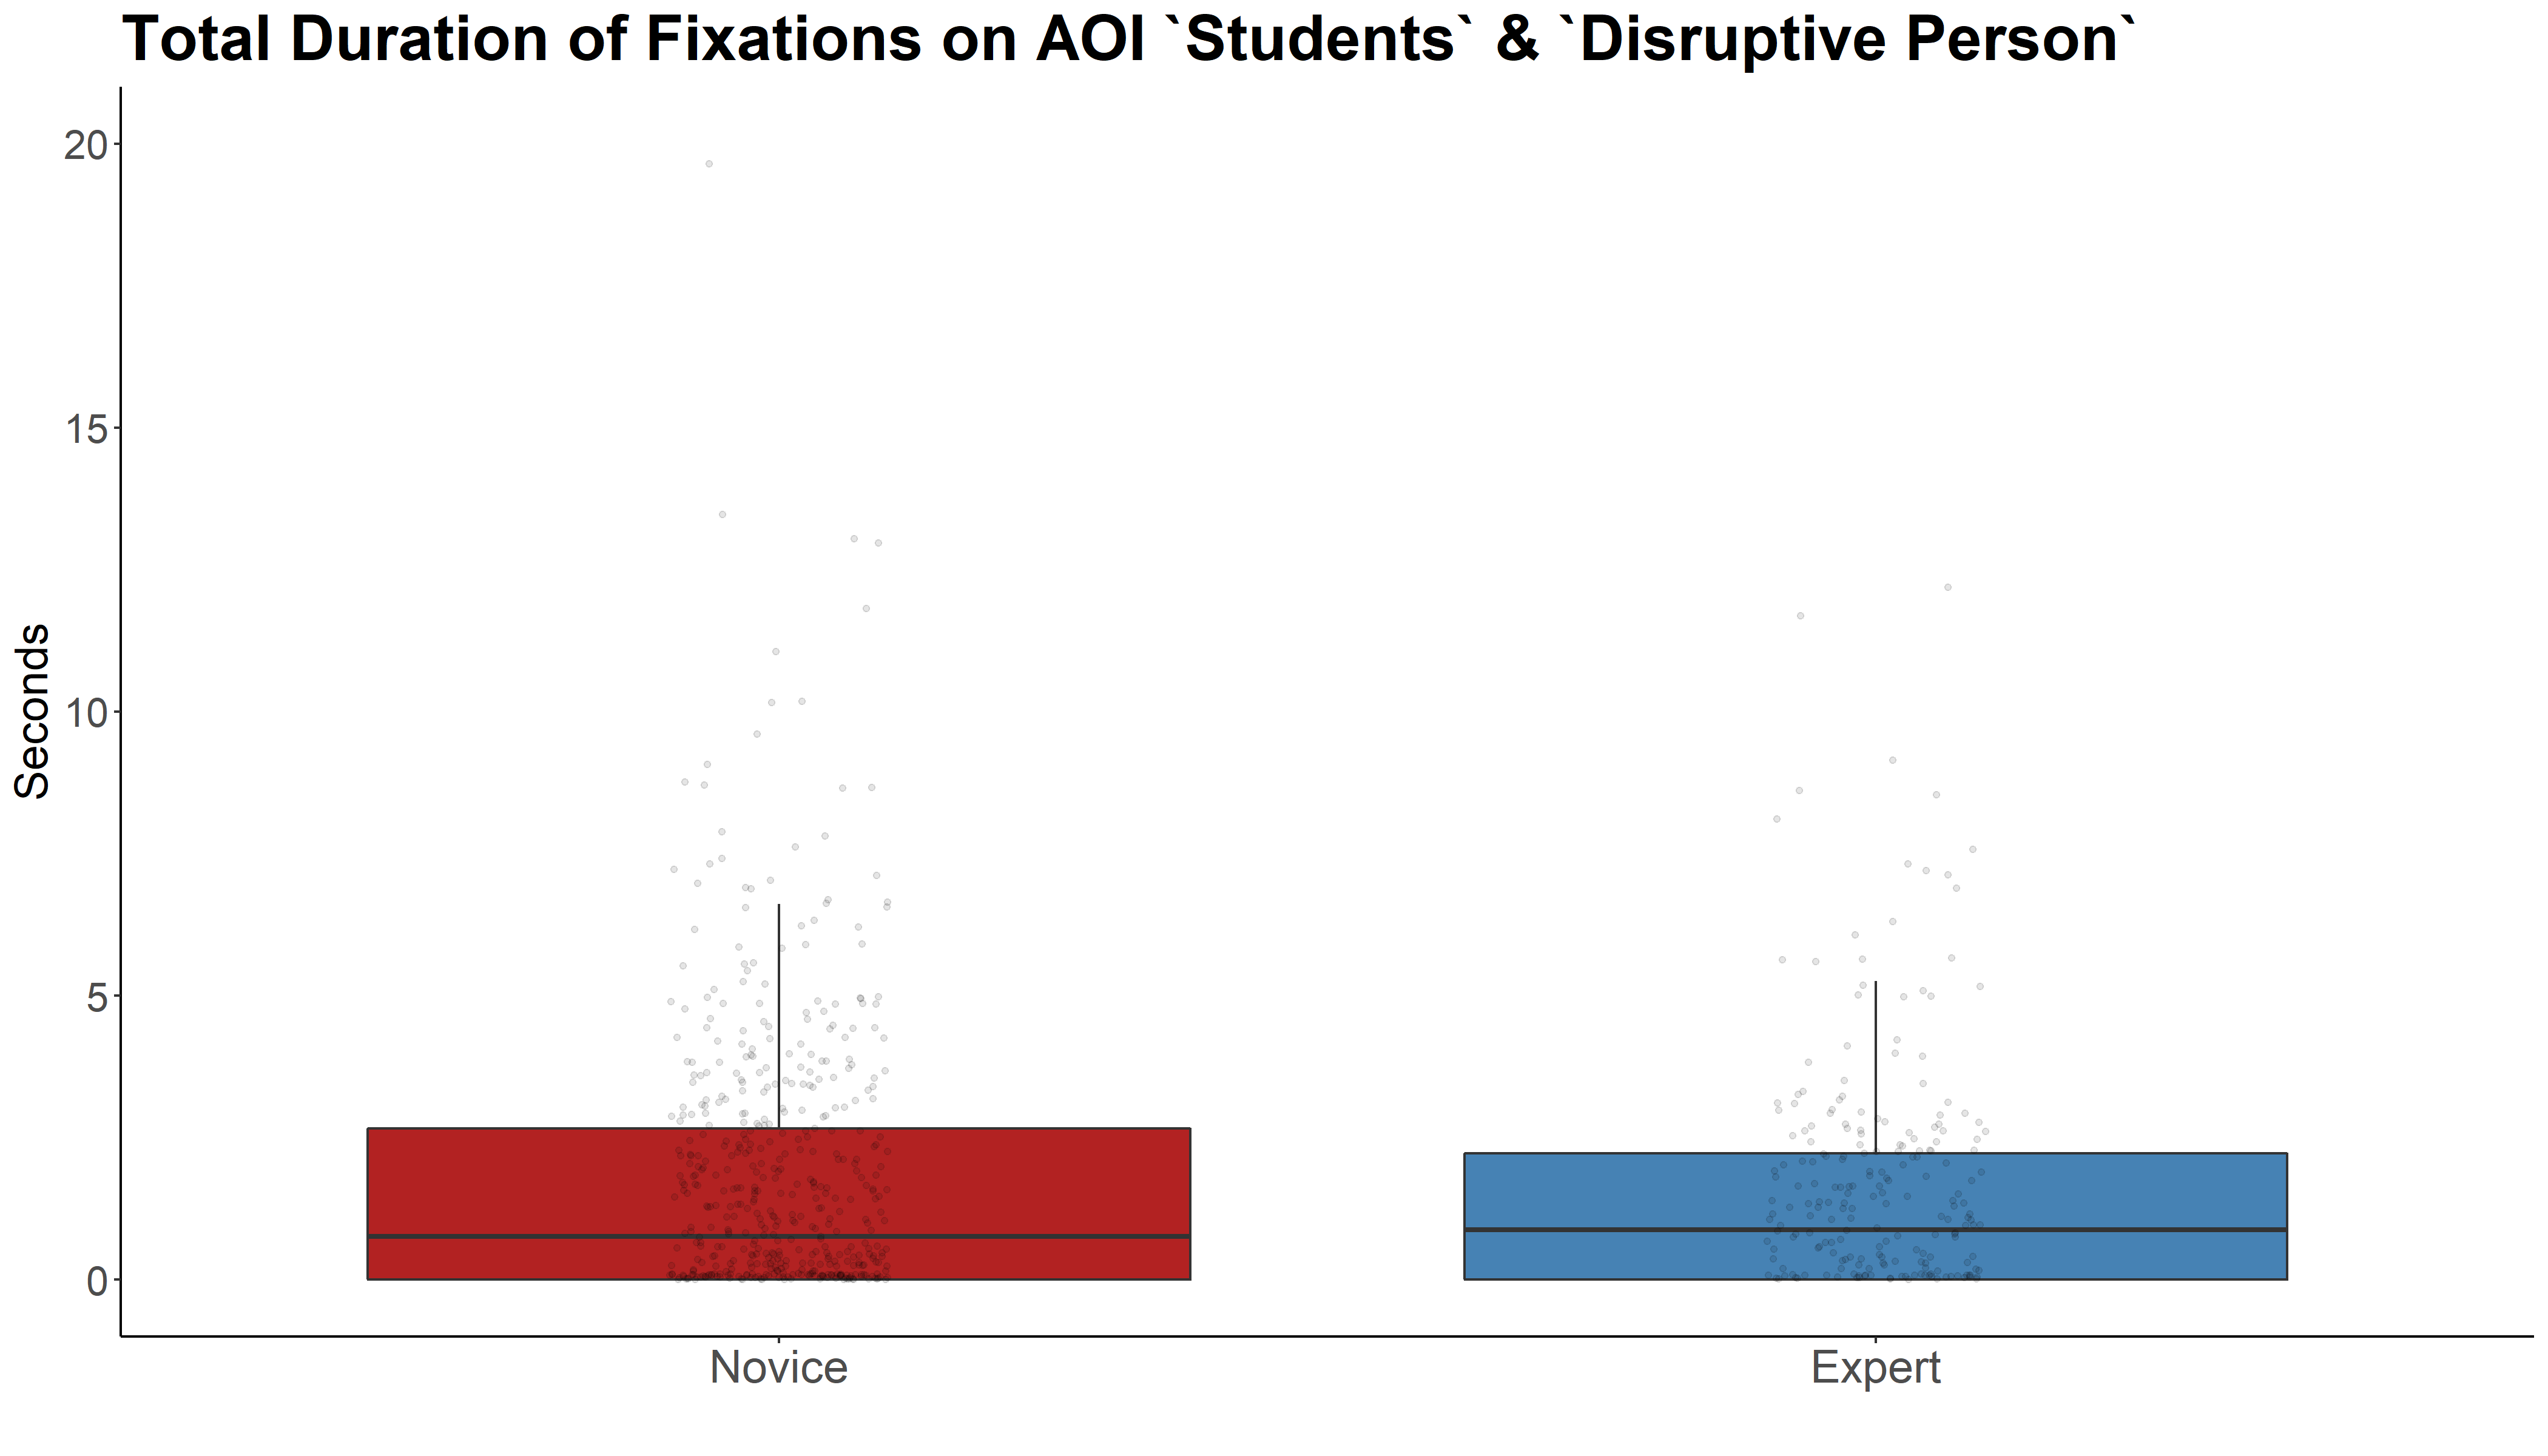 Total Duration of Fixations on AOI `Students` & `Disruptive Person`
20
15
10
5
0
Seconds
Novice
Expert